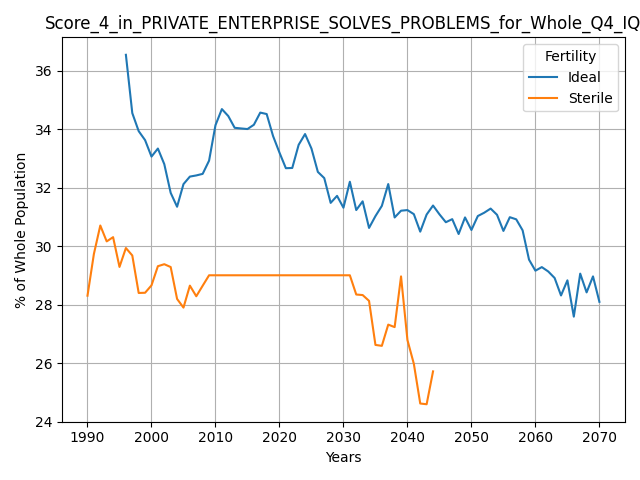 Score_4_in_PRIVATE_ENTERPRISE_SOLVES_PROBLEMS_for_Whole_Q4_IQ
Fertility
Ideal
Sterile
% of Whole Population
36
34
32
30
28
26
24
1990
2000
2010
2020
2030
2040
2050
2060
2070
Years